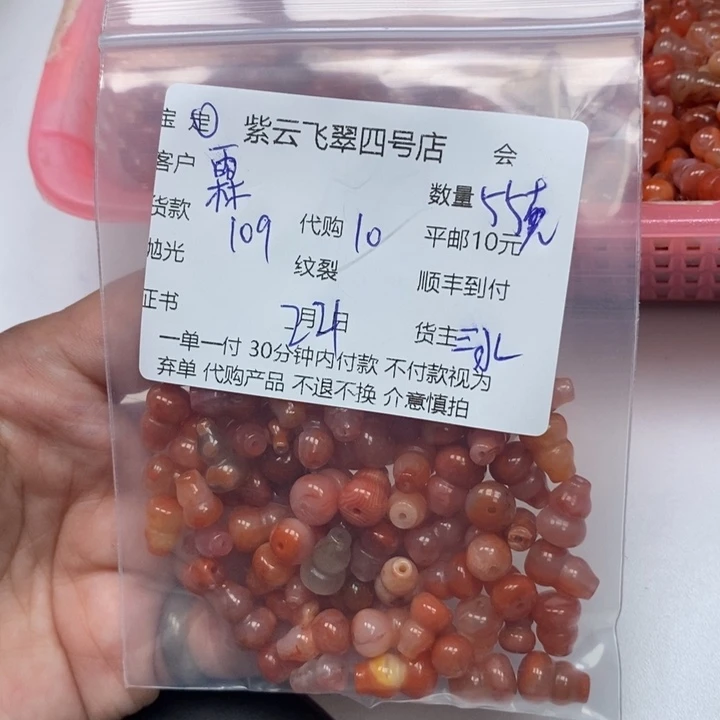 宝 定 紫云飞翠四号店 会
客户 霖 数量 55克
货款 109 代购 10 平邮10元
抛光 纹裂 顺丰到付
证书 2月24日 货主 三水
一单一付 30分钟内付款 不付款视为
弃单 代购产品 不退不换 介意慎拍